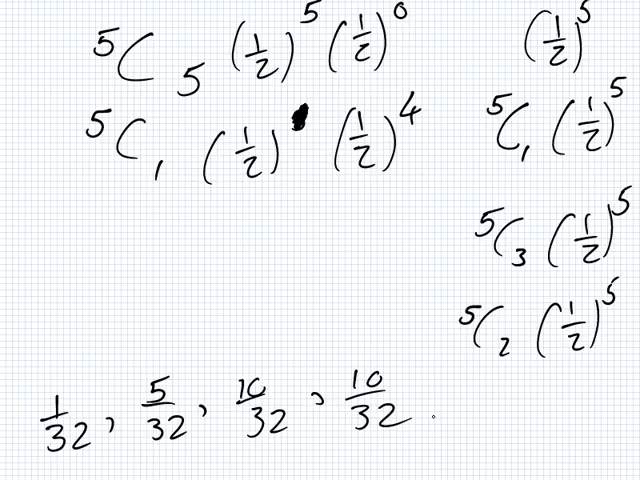 ⁵C₅ (1/2)⁵ (1/2)⁰ (1/2)⁵
⁵C₁ (1/2) (1/2)⁴ ⁵C₁ (1/2)⁵
⁵C₃ (1/2)⁵
⁵C₂ (1/2)⁵
1/32, 5/32, 10/32, 10/32.